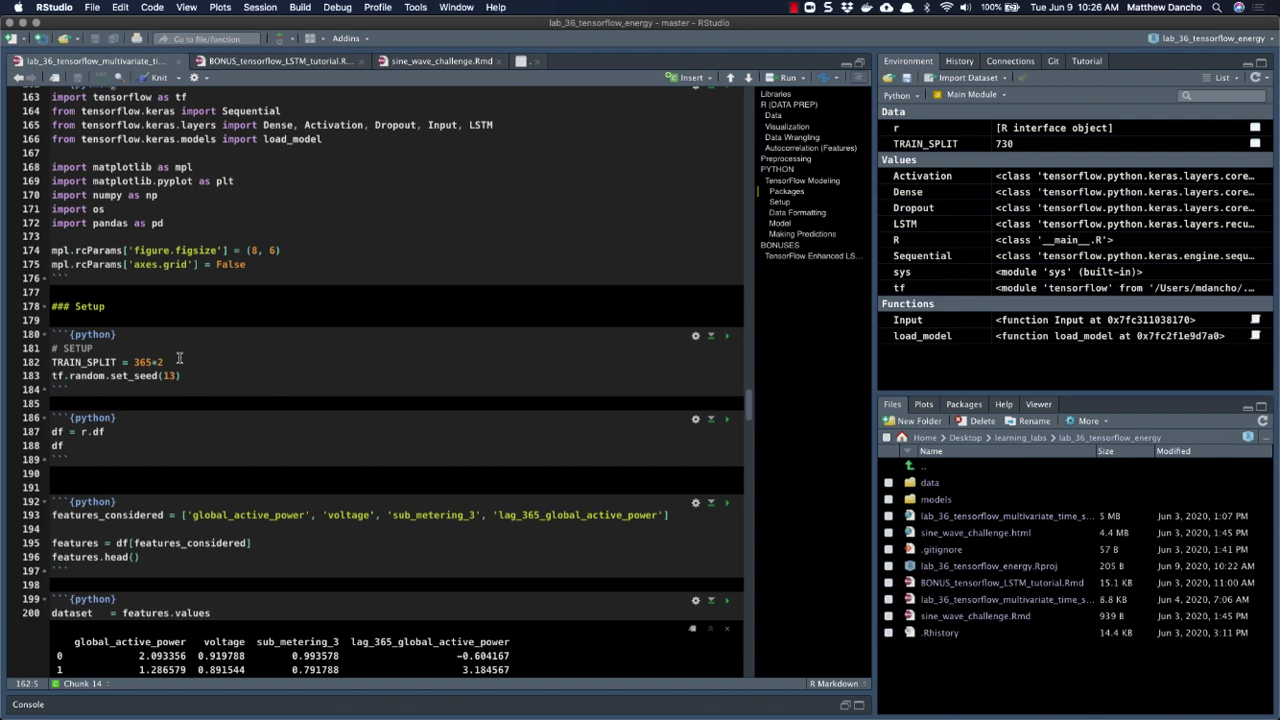 RStudio File Edit Code View Plots Session Build Debug Profile Tools Window Help 100% Tue Jun 9 10:26 AM Matthew Dancho
lab_36_tensorflow_energy - master - RStudio
Go to file/function Addins lab_36_tensorflow_energy
lab_36_tensorflow_multivariate_tim... BONUS_tensorflow_LSTM_tutorial.R... sine_wave_challenge.Rmd
Knit Insert Run
163 import tensorflow as tf
164 from tensorflow.keras import Sequential
165 from tensorflow.keras.layers import Dense, Activation, Dropout, Input, LSTM
166 from tensorflow.keras.models import load_model
167
168 import matplotlib as mpl
169 import matplotlib.pyplot as plt
170 import numpy as np
171 import os
172 import pandas as pd
173
174 mpl.rcParams['figure.figsize'] = (8, 6)
175 mpl.rcParams['axes.grid'] = False
176 ```
177
178 ### Setup
179
180 ```{python}
181 # SETUP
182 TRAIN_SPLIT = 365*2
183 tf.random.set_seed(13)
184 ```
185
186 ```{python}
187 df = r.df
188 df
189 ```
190
191
192 ```{python}
193 features_considered = ['global_active_power', 'voltage', 'sub_metering_3', 'lag_365_global_active_power']
194
195 features = df[features_considered]
196 features.head()
197 ```
198
199 ```{python}
200 dataset = features.values
global_active_power voltage sub_metering_3 lag_365_global_active_power
0 2.093356 0.919788 0.993578 -0.604167
1 1.286579 0.891544 0.791788 3.184567
162:5 Chunk 14 R Markdown
Console
Libraries
R (DATA PREP)
Data
Visualization
Data Wrangling
Autocorrelation (Features)
Preprocessing
PYTHON
TensorFlow Modeling
Packages
Setup
Data Formatting
Model
Making Predictions
BONUSES
TensorFlow Enhanced LS...
Environment History Connections Git Tutorial
Import Dataset List
Python Main Module
Data
r [R interface object]
TRAIN_SPLIT 730
Values
Activation <class 'tensorflow.python.keras.layers.core…
Dense <class 'tensorflow.python.keras.layers.core…
Dropout <class 'tensorflow.python.keras.layers.core…
LSTM <class 'tensorflow.python.keras.layers.recu…
R <class '__main__.R'>
Sequential <class 'tensorflow.python.keras.engine.sequ…
sys <module 'sys' (built-in)>
tf <module 'tensorflow' from '/Users/mdancho/.…
Functions
Input <function Input at 0x7fc311038170>
load_model <function load_model at 0x7fc2f1e9d7a0>
Files Plots Packages Help Viewer
New Folder Delete Rename More
Home Desktop learning_labs lab_36_tensorflow_energy
Name Size Modified
..
data
models
lab_36_tensorflow_multivariate_time_s... 5 MB Jun 3, 2020, 1:07 PM
sine_wave_challenge.html 4.4 MB Jun 3, 2020, 1:45 PM
.gitignore 57 B Jun 3, 2020, 1:41 PM
lab_36_tensorflow_energy.Rproj 205 B Jun 9, 2020, 10:22 AM
BONUS_tensorflow_LSTM_tutorial.Rmd 15.1 KB Jun 3, 2020, 11:00 AM
lab_36_tensorflow_multivariate_time_s... 8.8 KB Jun 4, 2020, 7:06 AM
sine_wave_challenge.Rmd 939 B Jun 3, 2020, 1:45 PM
.Rhistory 14.4 KB Jun 3, 2020, 3:11 PM